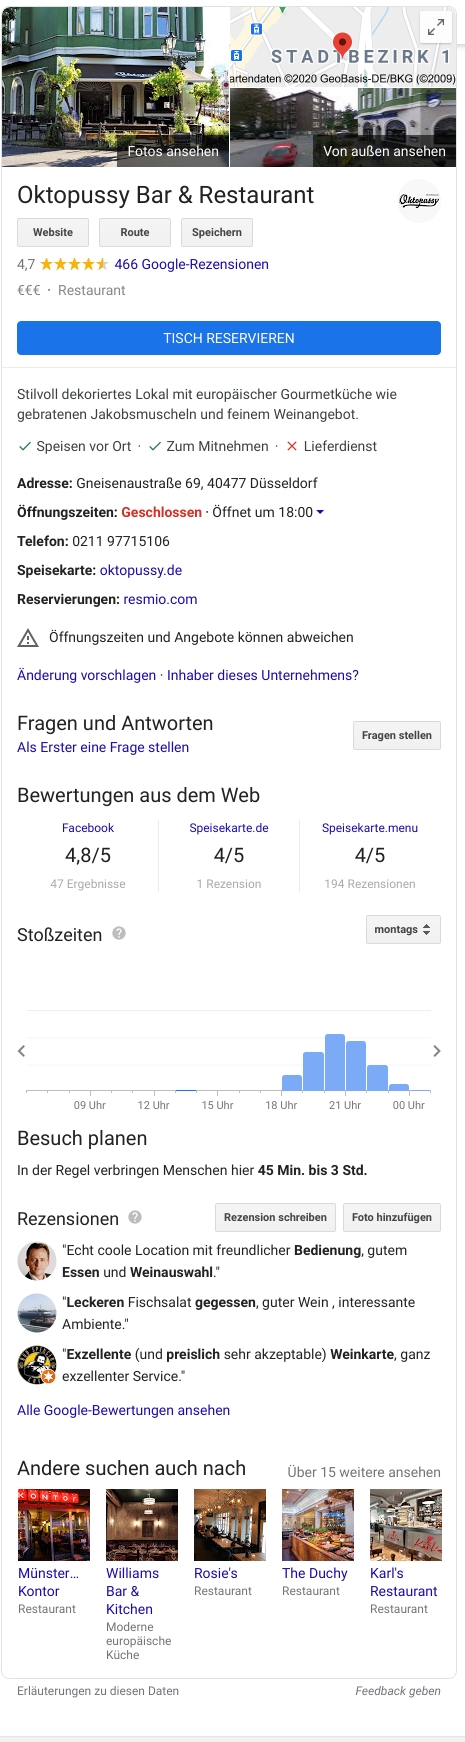 STADTBEZIRK 1
artendaten ©2020 GeoBasis-DE/BKG (©2009)
Oktopussy
Fotos ansehen
Von außen ansehen
Oktopussy Bar & Restaurant
Oktopussy
Website Route Speichern
4,7 466 Google-Rezensionen
€€€ · Restaurant
TISCH RESERVIEREN
Stilvoll dekoriertes Lokal mit europäischer Gourmetküche wie
gebratenen Jakobsmuscheln und feinem Weinangebot.
Speisen vor Ort · Zum Mitnehmen · Lieferdienst
Adresse: Gneisenaustraße 69, 40477 Düsseldorf
Öffnungszeiten: Geschlossen · Öffnet um 18:00
Telefon: 0211 97715106
Speisekarte: oktopussy.de
Reservierungen: resmio.com
Öffnungszeiten und Angebote können abweichen
Änderung vorschlagen · Inhaber dieses Unternehmens?
Fragen und Antworten
Als Erster eine Frage stellen
Fragen stellen
Bewertungen aus dem Web
Facebook Speisekarte.de Speisekarte.menu
4,8/5 4/5 4/5
47 Ergebnisse 1 Rezension 194 Rezensionen
Stoßzeiten ?
montags
09 Uhr 12 Uhr 15 Uhr 18 Uhr 21 Uhr 00 Uhr
Besuch planen
In der Regel verbringen Menschen hier 45 Min. bis 3 Std.
Rezensionen ? Rezension schreiben Foto hinzufügen
"Echt coole Location mit freundlicher Bedienung, gutem
Essen und Weinauswahl."
"Leckeren Fischsalat gegessen, guter Wein , interessante
Ambiente."
"Exzellente (und preislich sehr akzeptable) Weinkarte, ganz
exzellenter Service."
Alle Google-Bewertungen ansehen
Andere suchen auch nach Über 15 weitere ansehen
KONTOR
Münster...
Kontor
Restaurant
Williams
Bar &
Kitchen
Moderne
europäische
Küche
Rosie's
Restaurant
The Duchy
Restaurant
Karl's
Restaurant
Restaurant
Erläuterungen zu diesen Daten Feedback geben